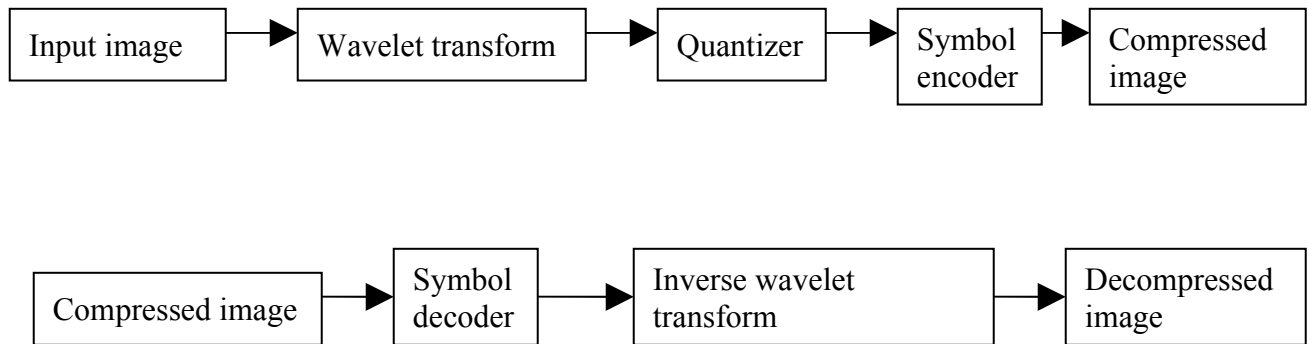 Input image
Wavelet transform
Quantizer
Symbol
encoder
Compressed
image
Compressed image
Symbol
decoder
Inverse wavelet
transform
Decompressed
image